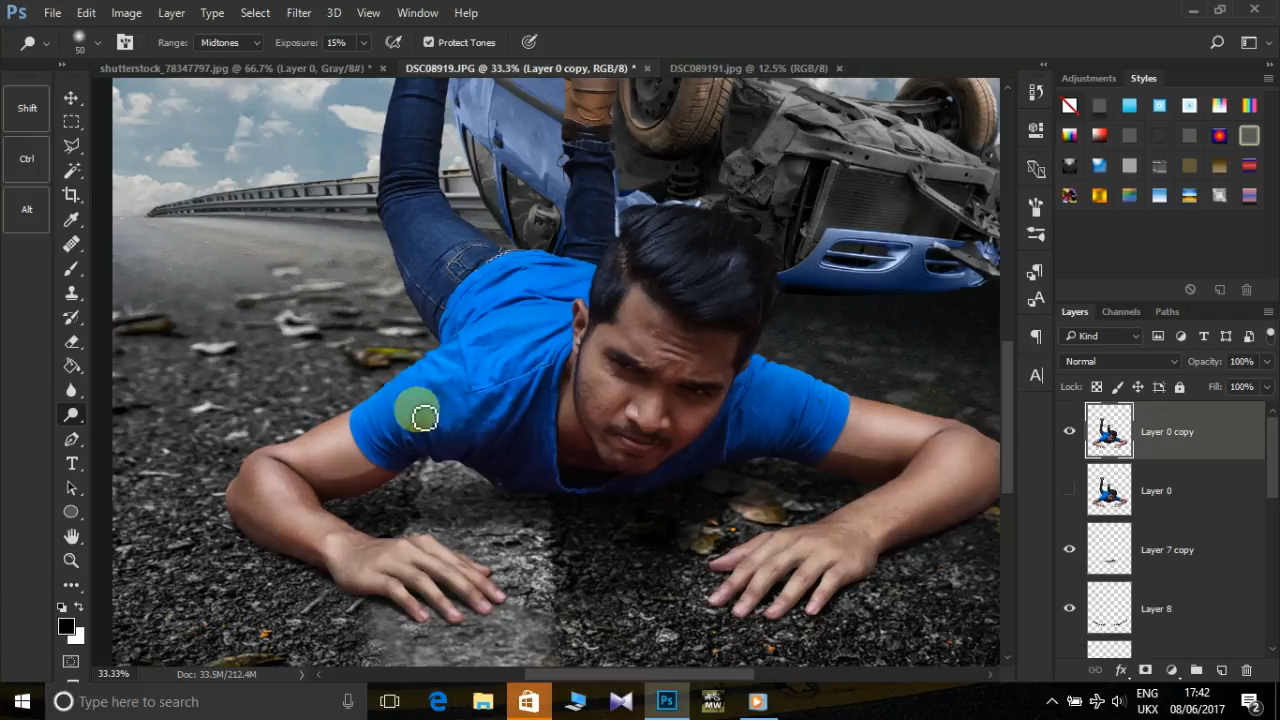 Ps File Edit Image Layer Type Select Filter 3D View Window Help
50 Range: Midtones Exposure: 15% Protect Tones
shutterstock_78347797.jpg @ 66.7% (Layer 0, Gray/8#) * × DSC08919.JPG @ 33.3% (Layer 0 copy, RGB/8) * × DSC089191.jpg @ 12.5% (RGB/8) ×
Shift
Ctrl
Alt
Adjustments Styles
Layers Channels Paths
Kind
Normal Opacity: 100%
Lock: Fill: 100%
Layer 0 copy
Layer 0
Layer 7 copy
Layer 8
33.33% Doc: 33.5M/212.4M
Type here to search
Ps
MW
ENG
UKX
17:42
08/06/2017
2